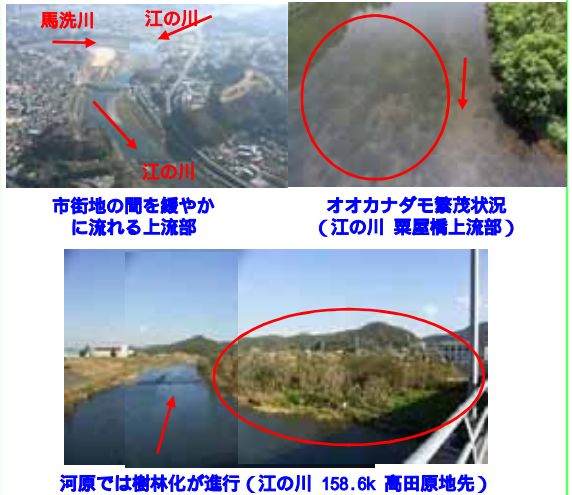 馬洗川
江の川
江の川
市街地の間を緩やか
に流れる上流部
オオカナダモ繁茂状況
（江の川 粟屋橋上流部）
河原では樹林化が進行（江の川 158.6k 高田原地先）